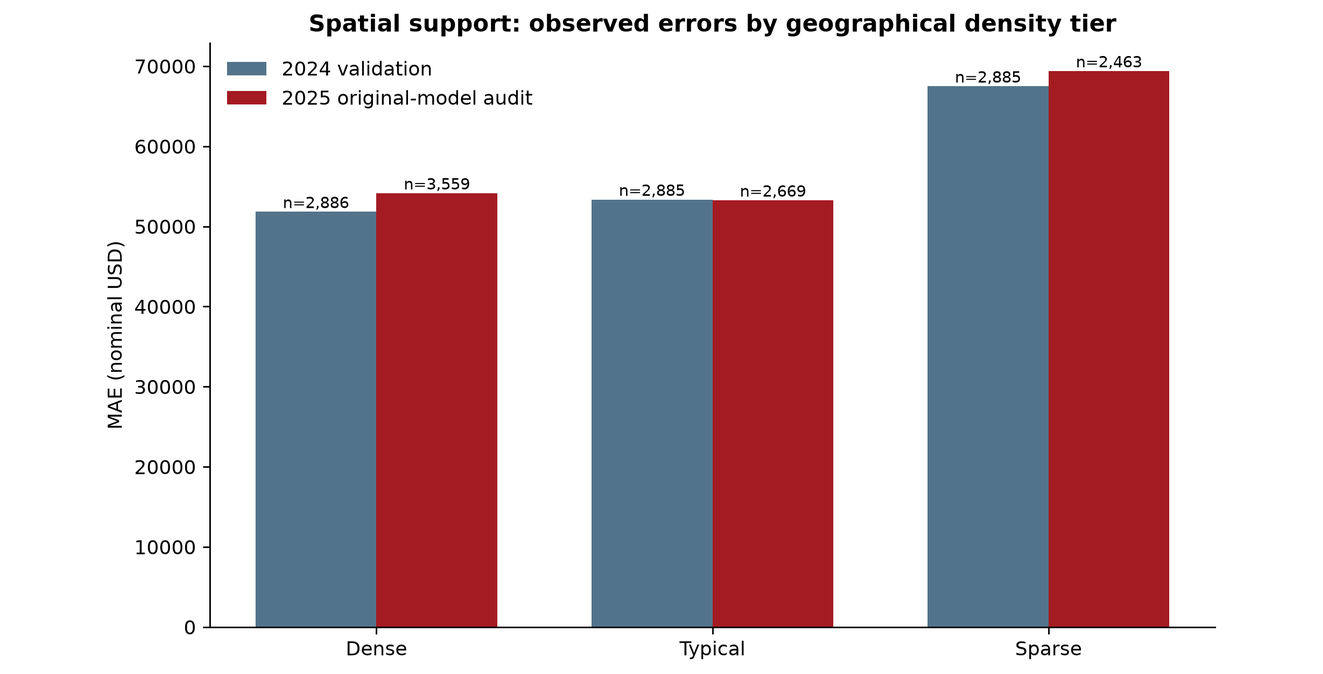 Spatial support: observed errors by geographical density tier
2024 validation
2025 original-model audit
MAE (nominal USD)
70000
60000
50000
40000
30000
20000
10000
0
n=2,886
n=3,559
n=2,885
n=2,669
n=2,885
n=2,463
Dense
Typical
Sparse